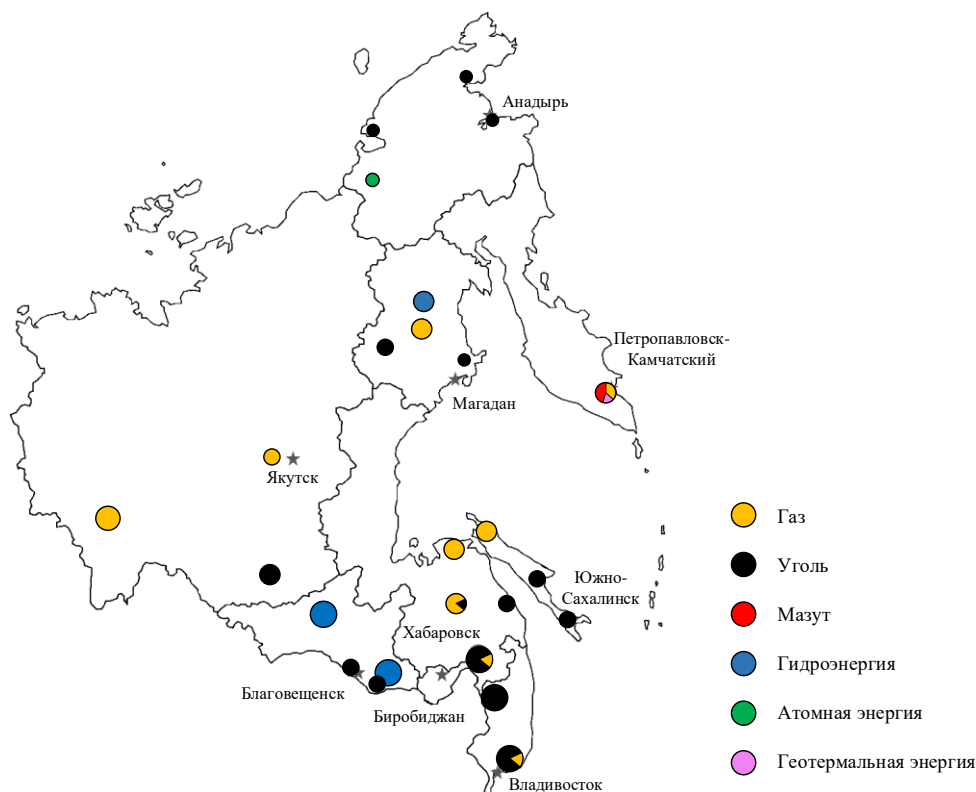 Анадырь
Петропавловск-
Камчатский
Магадан
Якутск
Газ
Уголь
Южно-
Сахалинск
Мазут
Хабаровск
Гидроэнергия
Благовещенск
Биробиджан
Атомная энергия
Геотермальная энергия
Владивосток